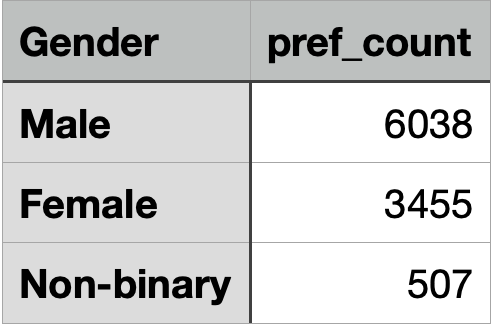 Gender pref_count
Male 6038
Female 3455
Non-binary 507